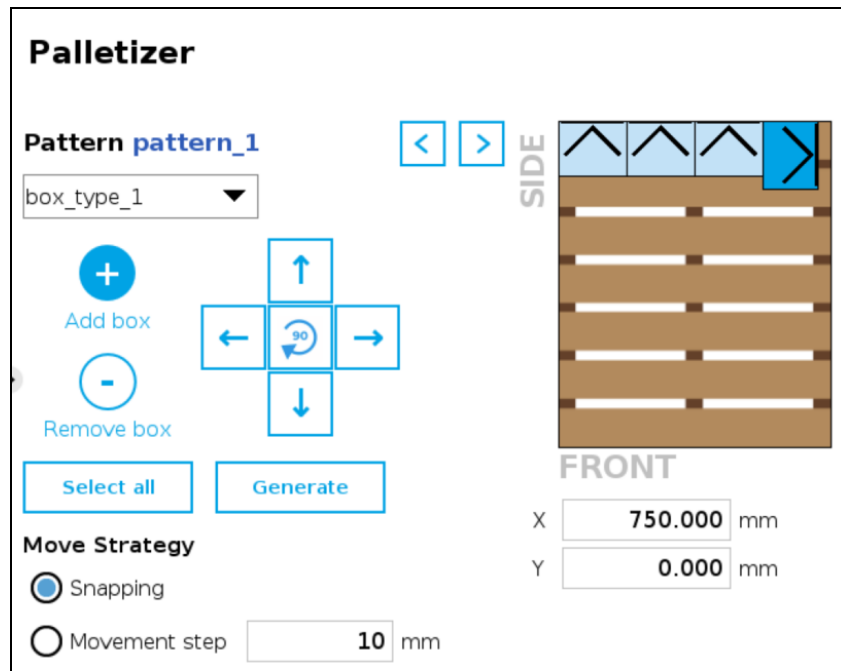 Palletizer
Pattern pattern_1
<
>
SIDE
box_type_1
+
Add box
↑
←
90
→
-
Remove box
↓
FRONT
Select all
Generate
X 750.000 mm
Move Strategy
Y 0.000 mm
Snapping
Movement step 10 mm